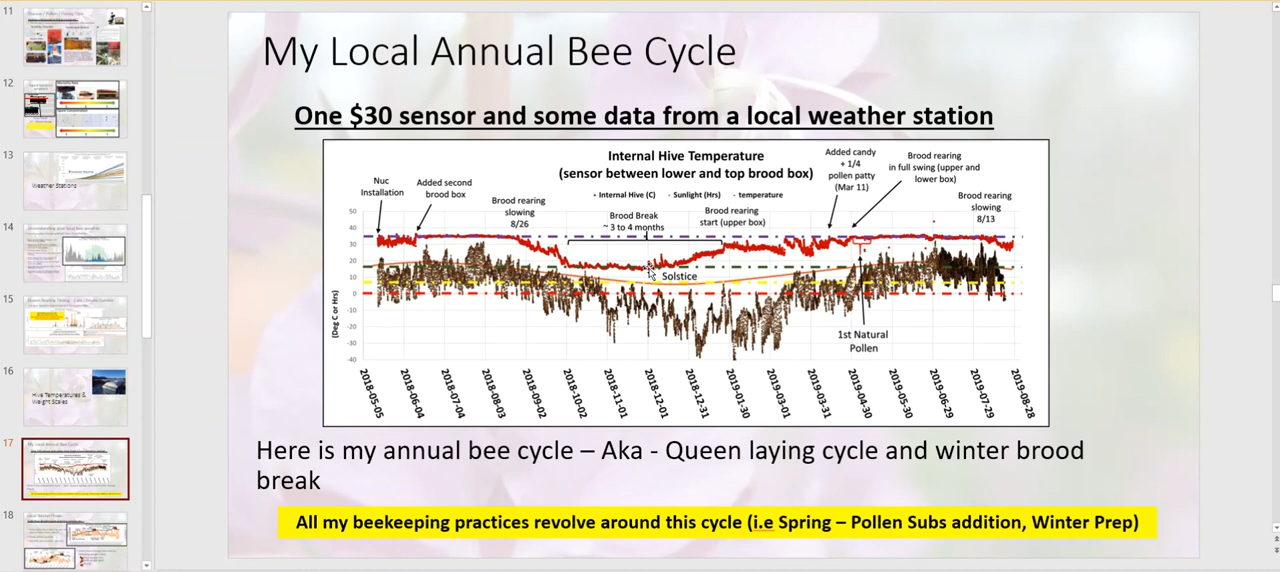 11
12
13
Weather Stations
14
15
16
Hive Temperatures &
Weight Scales
17
18
My Local Annual Bee Cycle
One $30 sensor and some data from a local weather station
Internal Hive Temperature
(sensor between lower and top brood box)
Internal Hive (C) Sunlight (Hrs) temperature
Nuc
Installation
Added second
brood box
Brood rearing
slowing
8/26
Brood Break
~ 3 to 4 months
Brood rearing
start (upper box)
Added candy
+ 1/4
pollen patty
(Mar 11)
Brood rearing
in full swing (upper and
lower box)
Brood rearing
slowing
8/13
Solstice
1st Natural
Pollen
(Deg C or Hrs)
50
40
30
20
10
0
-10
-20
-30
-40
2018-05-05
2018-06-04
2018-07-04
2018-08-03
2018-09-02
2018-10-02
2018-11-01
2018-12-01
2018-12-31
2019-01-30
2019-03-01
2019-03-31
2019-04-30
2019-05-30
2019-06-29
2019-07-29
2019-08-28
Here is my annual bee cycle – Aka - Queen laying cycle and winter brood
break
All my beekeeping practices revolve around this cycle (i.e Spring – Pollen Subs addition, Winter Prep)